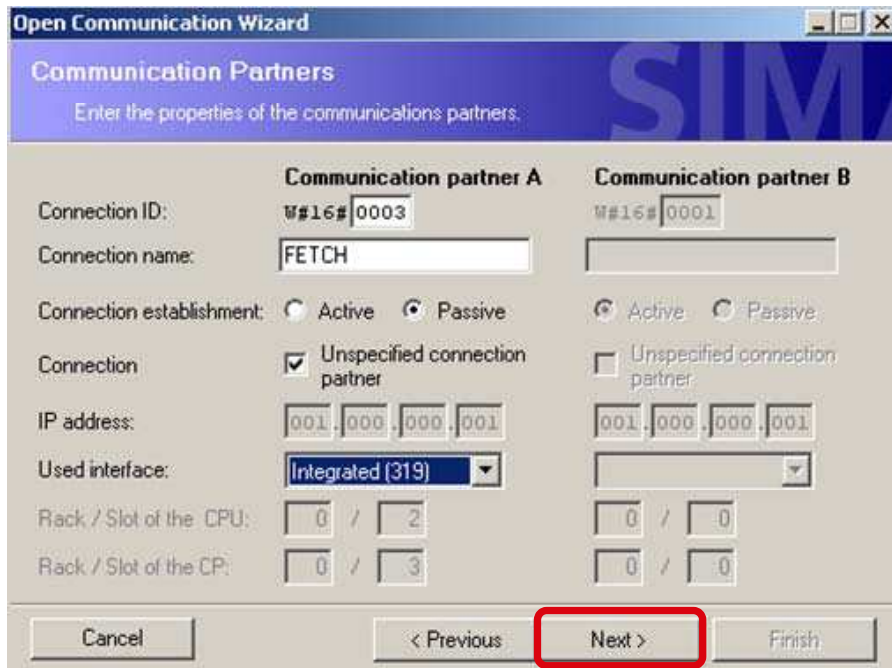 Open Communication Wizard
Communication Partners
Enter the properties of the communications partners.
SIM
Communication partner A Communication partner B
Connection ID: W#16# 0003 W#16# 0001
Connection name: FETCH
Connection establishment: Active Passive Active Passive
Connection Unspecified connection partner Unspecified connection partner
IP address: 001.000.000.001 001.000.000.001
Used interface: Integrated (319)
Rack / Slot of the CPU: 0 / 2 0 / 0
Rack / Slot of the CP: 0 / 3 0 / 0
Cancel < Previous Next > Finish